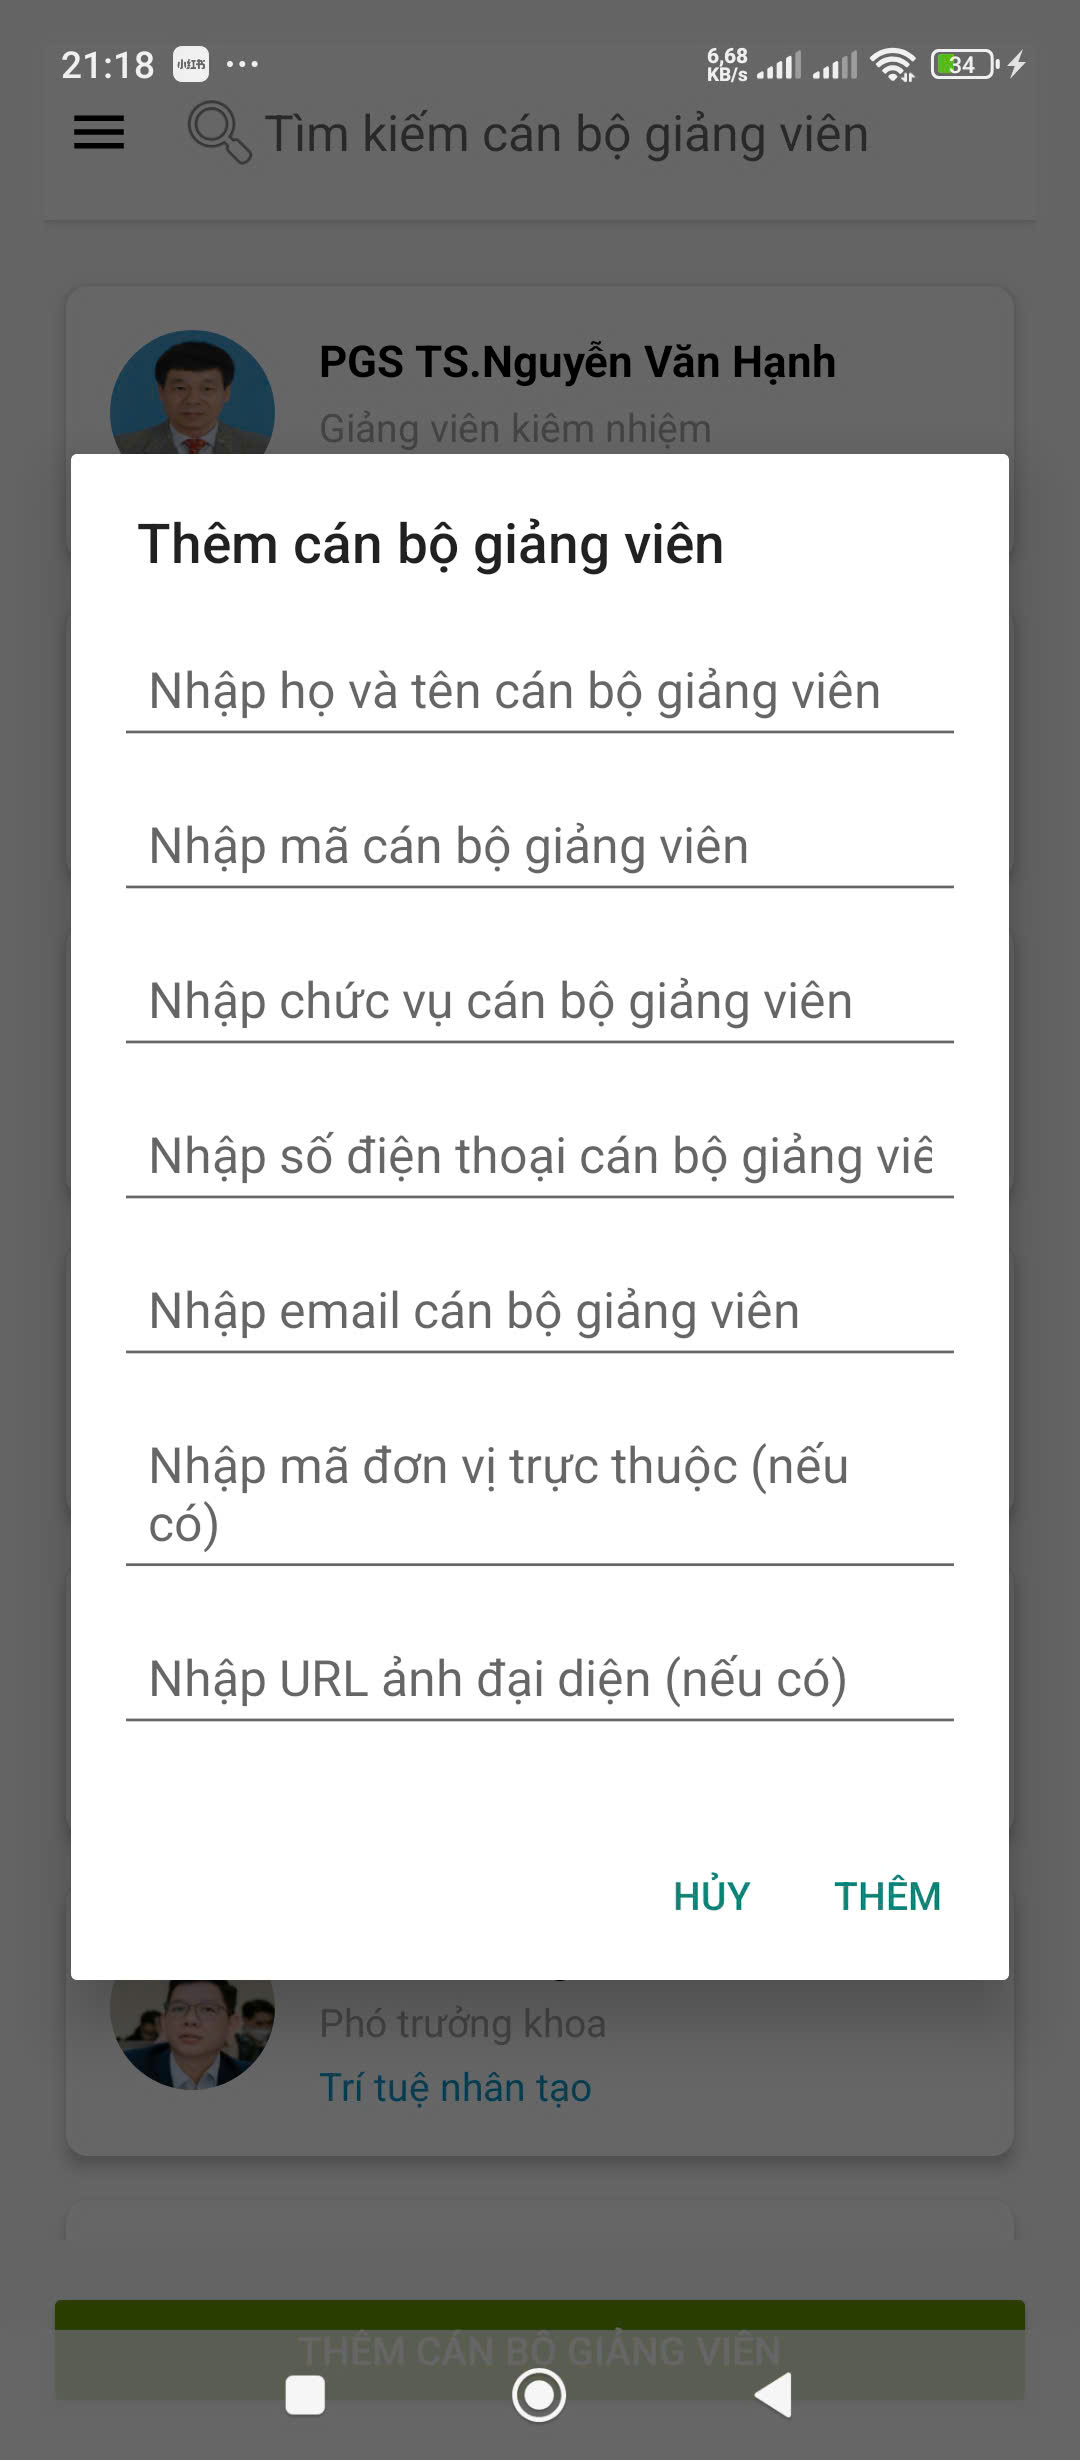 21:18 小红书 ... 6,68 KB/s 34
Tìm kiếm cán bộ giảng viên
PGS TS.Nguyễn Văn Hạnh
Giảng viên kiêm nhiệm
Thêm cán bộ giảng viên
Nhập họ và tên cán bộ giảng viên
Nhập mã cán bộ giảng viên
Nhập chức vụ cán bộ giảng viên
Nhập số điện thoại cán bộ giảng viê
Nhập email cán bộ giảng viên
Nhập mã đơn vị trực thuộc (nếu
có)
Nhập URL ảnh đại diện (nếu có)
HỦY THÊM
Phó trưởng khoa
Trí tuệ nhân tạo
THÊM CÁN BỘ GIẢNG VIÊN